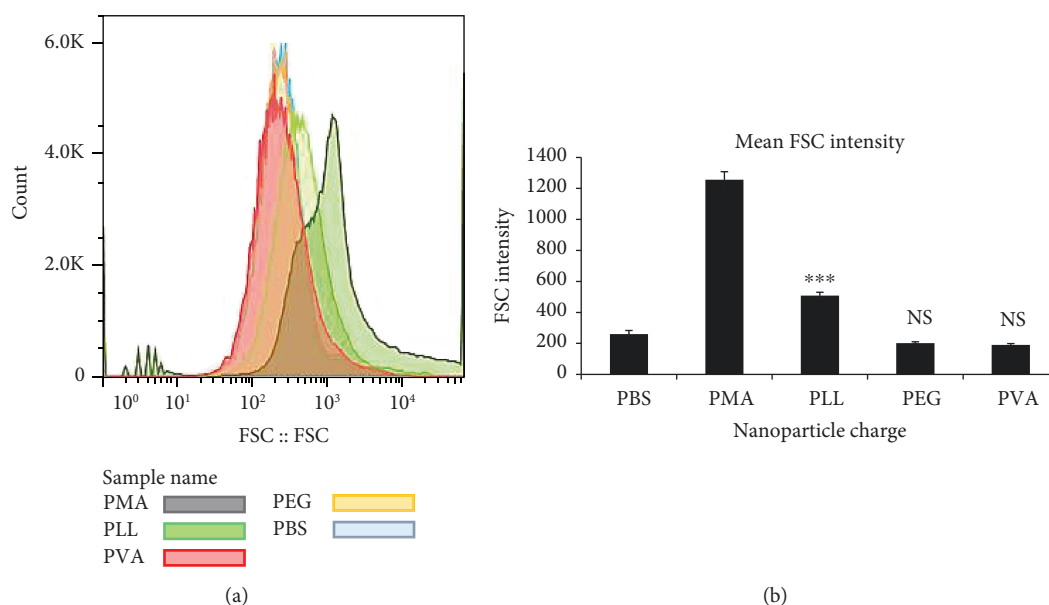 6.0K
4.0K
2.0K
0
Count
10⁰ 10¹ 10² 10³ 10⁴
FSC :: FSC
Sample name
PMA PEG
PLL PBS
PVA
(a)
Mean FSC intensity
1400
1200
1000
800
600
400
200
0
FSC intensity
***
NS NS
PBS PMA PLL PEG PVA
Nanoparticle charge
(b)